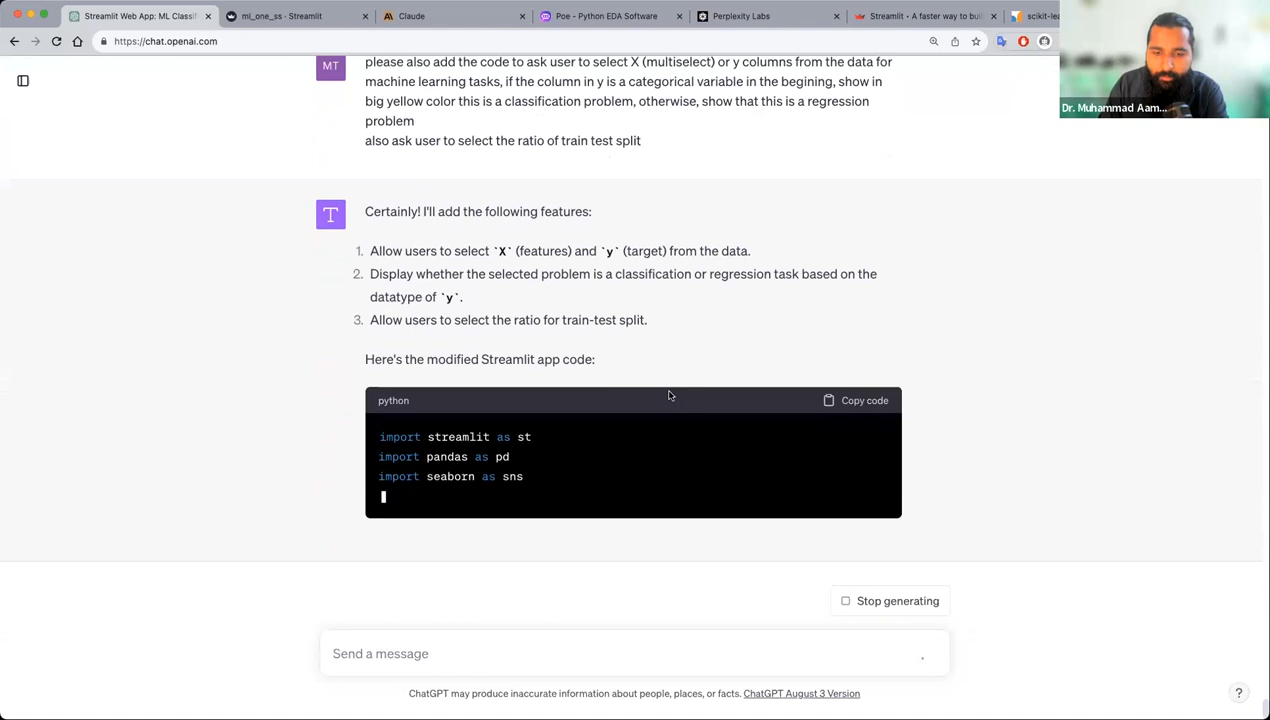 Streamlit Web App: ML Classif
ml_one_ss · Streamlit
Claude
Poe - Python EDA Software
Perplexity Labs
Streamlit • A faster way to buil
scikit-lea
https://chat.openai.com
Dr. Muhammad Aam...
MT
please also add the code to ask user to select X (multiselect) or y columns from the data for
machine learning tasks, if the column in y is a categorical variable in the begining, show in
big yellow color this is a classification problem, otherwise, show that this is a regression
problem
also ask user to select the ratio of train test split
T
Certainly! I'll add the following features:
1. Allow users to select `X` (features) and `y` (target) from the data.
2. Display whether the selected problem is a classification or regression task based on the
datatype of `y`.
3. Allow users to select the ratio for train-test split.
Here's the modified Streamlit app code:
python
Copy code
import streamlit as st
import pandas as pd
import seaborn as sns
Stop generating
Send a message
ChatGPT may produce inaccurate information about people, places, or facts. ChatGPT August 3 Version
?